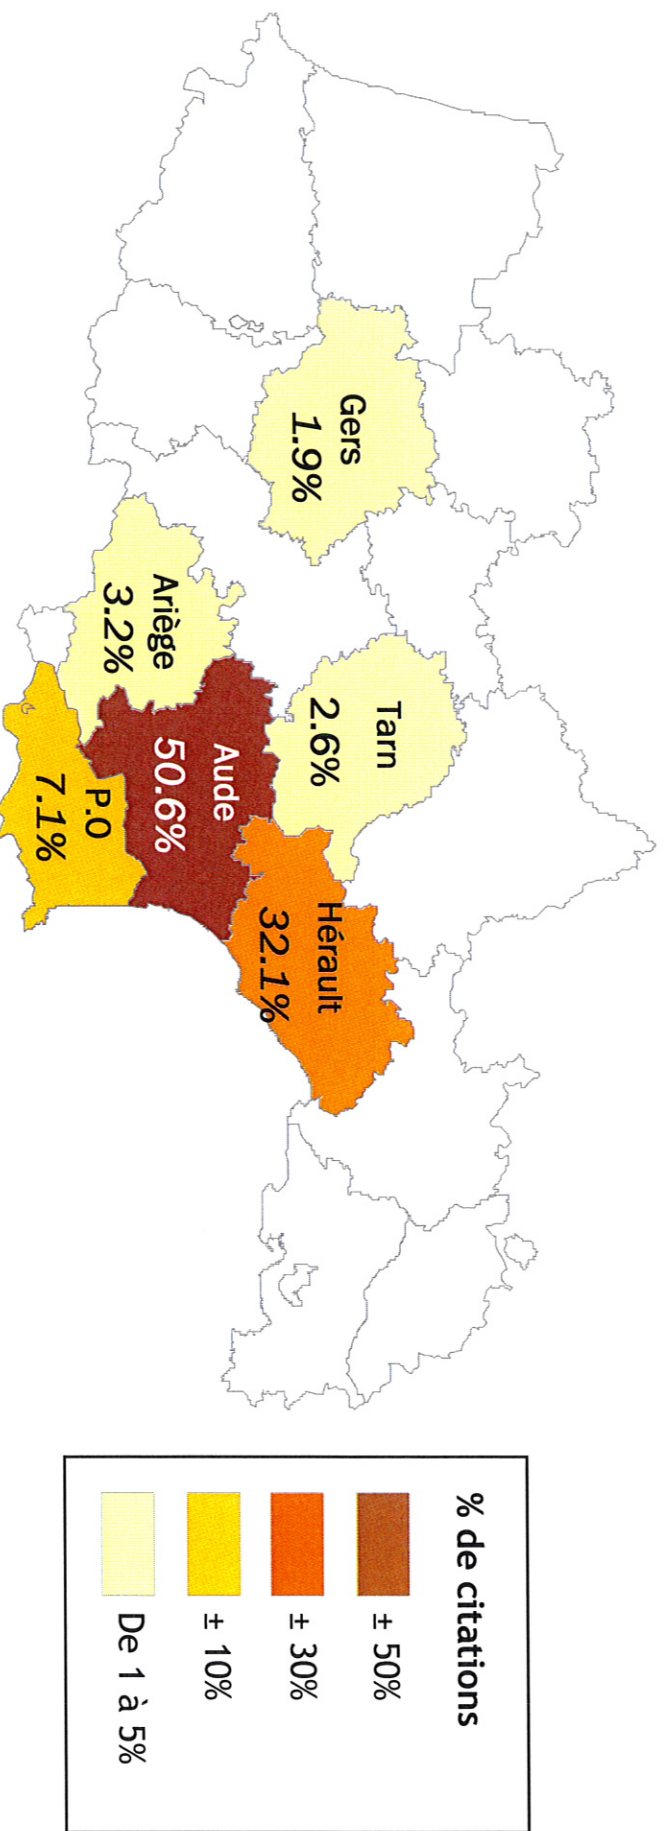 Gers
1.9%
Tarn
2.6%
Hérault
32.1%
Ariège
3.2%
Aude
50.6%
P.O
7.1%
% de citations
± 50%
± 30%
± 10%
De 1 à 5%